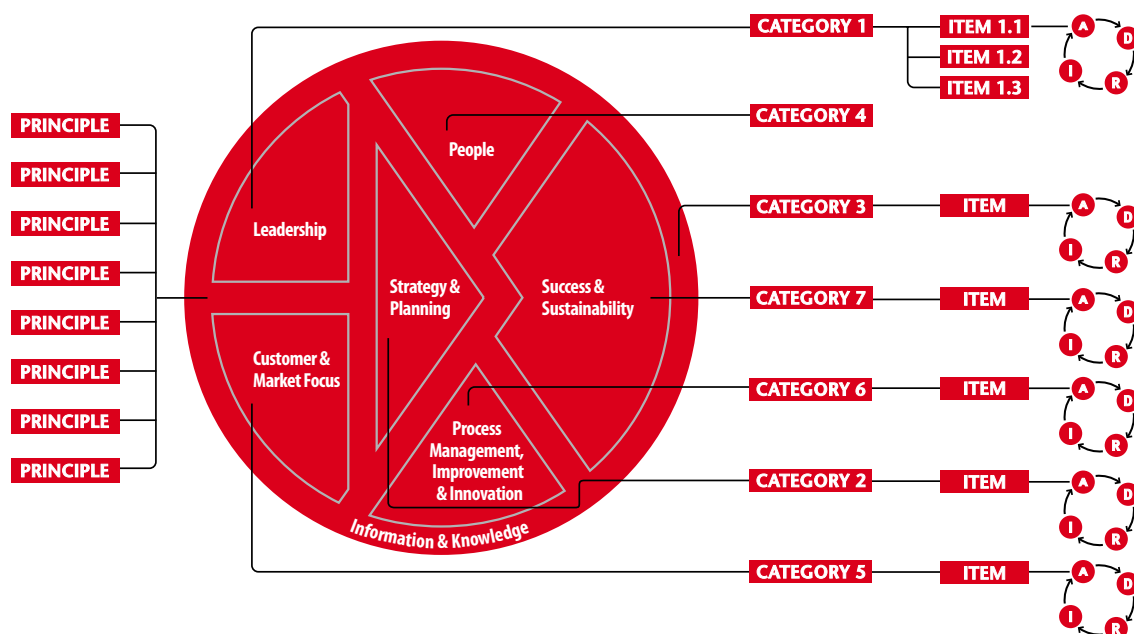 PRINCIPLE
PRINCIPLE
PRINCIPLE
PRINCIPLE
PRINCIPLE
PRINCIPLE
PRINCIPLE
PRINCIPLE
Leadership
People
Strategy &
Planning
Success &
Sustainability
Customer &
Market Focus
Process
Management,
Improvement
& Innovation
Information & Knowledge
CATEGORY 1
ITEM 1.1
ITEM 1.2
ITEM 1.3
A
D
R
I
CATEGORY 4
CATEGORY 3
ITEM
A
D
R
I
CATEGORY 7
ITEM
A
D
R
I
CATEGORY 6
ITEM
A
D
R
I
CATEGORY 2
ITEM
A
D
R
I
CATEGORY 5
ITEM
A
D
R
I